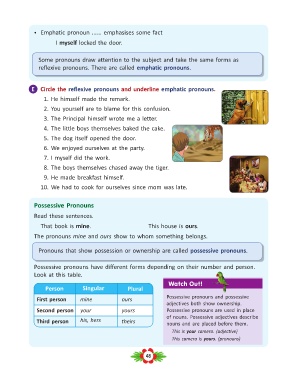 • Emphatic pronoun ...... emphasises some fact
I myself locked the door.
Some pronouns draw attention to the subject and take the same forms as
reflexive pronouns. There are called emphatic pronouns.
E Circle the reflexive pronouns and underline emphatic pronouns.
1. He himself made the remark.
2. You yourself are to blame for this confusion.
3. The Principal himself wrote me a letter.
4. The little boys themselves baked the cake.
5. The dog itself opened the door.
6. We enjoyed ourselves at the party.
7. I myself did the work.
8. The boys themselves chased away the tiger.
9. He made breakfast himself.
10. We had to cook for ourselves since mom was late.
Possessive Pronouns
Read these sentences.
That book is mine. This house is ours.
The pronouns mine and ours show to whom something belongs.
Pronouns that show possession or ownership are called possessive pronouns.
Possessive pronouns have different forms depending on their number and person.
Look at this table.
Person Singular Plural
First person mine ours
Second person your yours
Third person his, hers theirs
Watch Out!
Possessive pronouns and possessive
adjectives both show ownership.
Possessive pronouns are used in place
of nouns. Possessive adjectives describe
nouns and are placed before them.
This is your camera. (adjective)
This camera is yours. (pronouns)
48